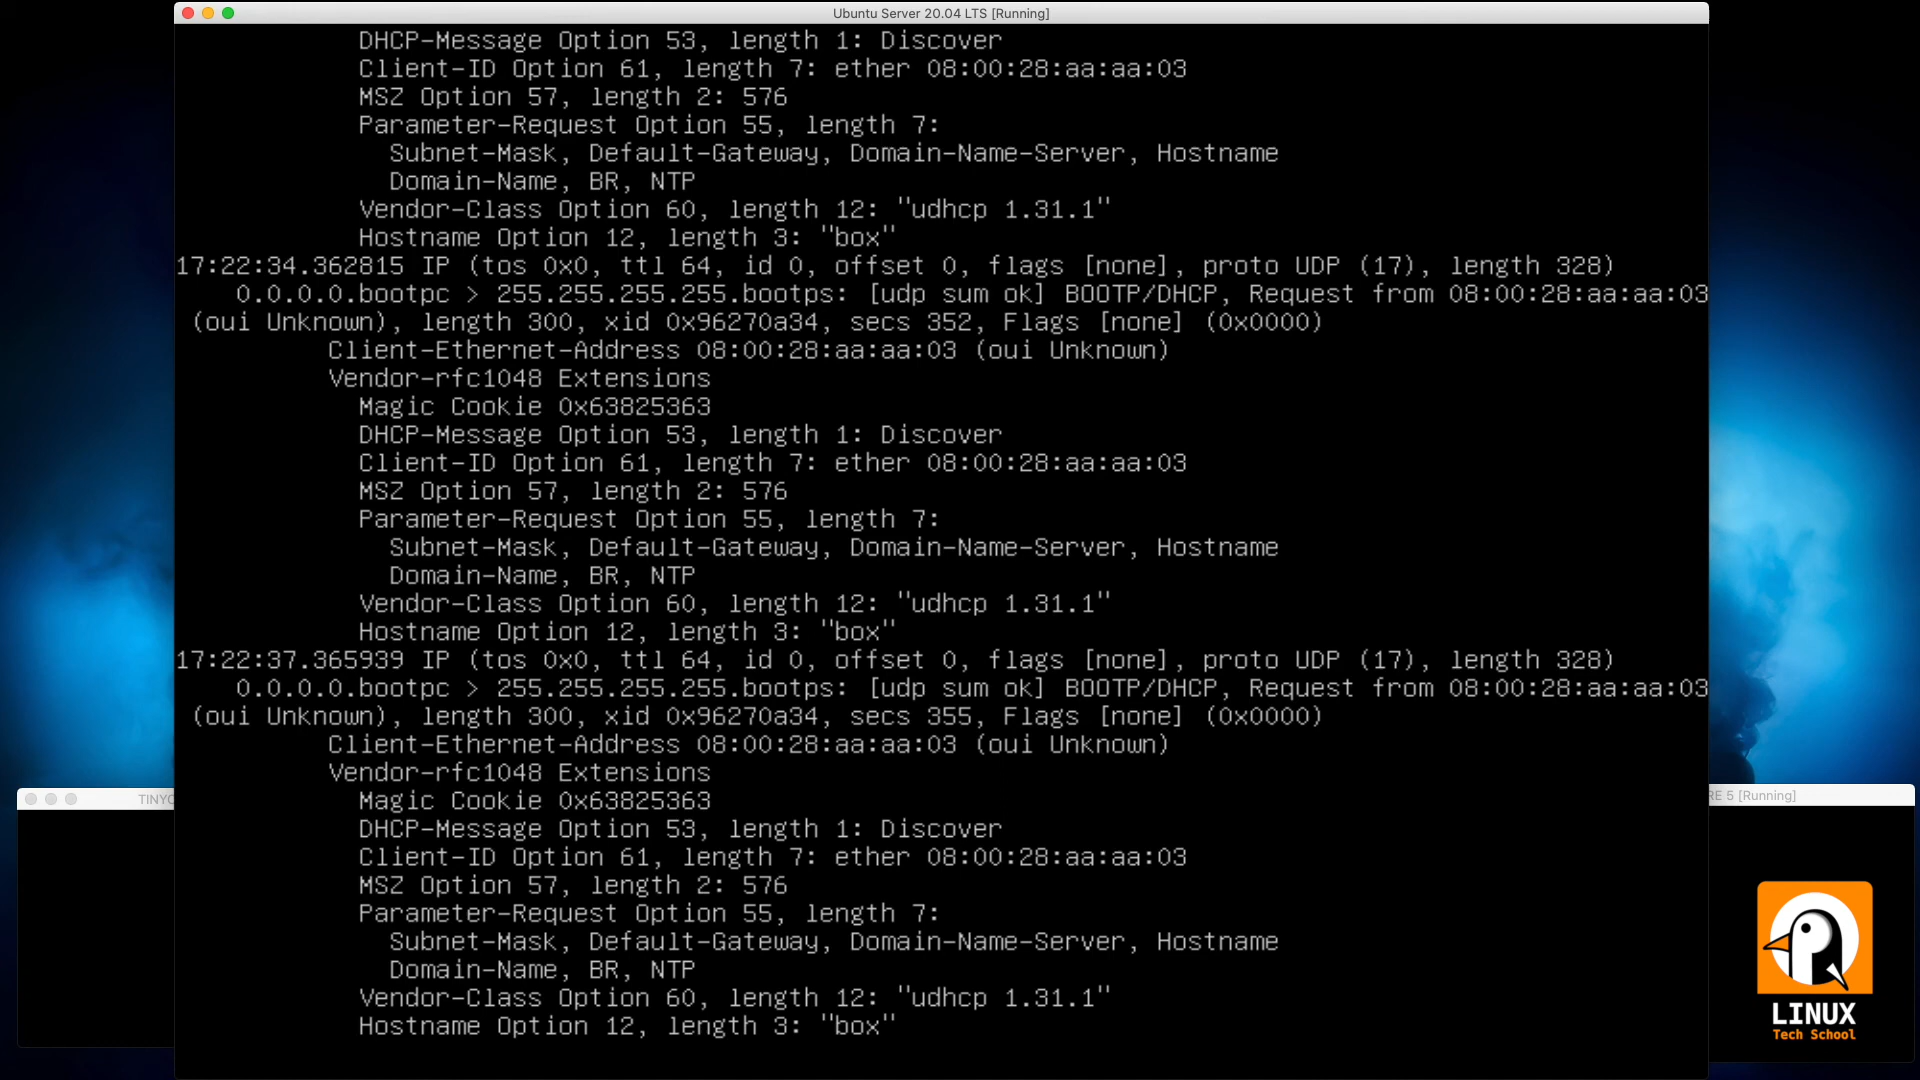 Ubuntu Server 20.04 LTS [Running]
DHCP-Message Option 53, length 1: Discover
Client-ID Option 61, length 7: ether 08:00:28:aa:aa:03
MSZ Option 57, length 2: 576
Parameter-Request Option 55, length 7:
Subnet-Mask, Default-Gateway, Domain-Name-Server, Hostname
Domain-Name, BR, NTP
Vendor-Class Option 60, length 12: "udhcp 1.31.1"
Hostname Option 12, length 3: "box"
17:22:34.362815 IP (tos 0x0, ttl 64, id 0, offset 0, flags [none], proto UDP (17), length 328)
0.0.0.0.bootpc > 255.255.255.255.bootps: [udp sum ok] BOOTP/DHCP, Request from 08:00:28:aa:aa:03
(oui Unknown), length 300, xid 0x96270a34, secs 352, Flags [none] (0x0000)
Client-Ethernet-Address 08:00:28:aa:aa:03 (oui Unknown)
Vendor-rfc1048 Extensions
Magic Cookie 0x63825363
DHCP-Message Option 53, length 1: Discover
Client-ID Option 61, length 7: ether 08:00:28:aa:aa:03
MSZ Option 57, length 2: 576
Parameter-Request Option 55, length 7:
Subnet-Mask, Default-Gateway, Domain-Name-Server, Hostname
Domain-Name, BR, NTP
Vendor-Class Option 60, length 12: "udhcp 1.31.1"
Hostname Option 12, length 3: "box"
17:22:37.365939 IP (tos 0x0, ttl 64, id 0, offset 0, flags [none], proto UDP (17), length 328)
0.0.0.0.bootpc > 255.255.255.255.bootps: [udp sum ok] BOOTP/DHCP, Request from 08:00:28:aa:aa:03
(oui Unknown), length 300, xid 0x96270a34, secs 355, Flags [none] (0x0000)
Client-Ethernet-Address 08:00:28:aa:aa:03 (oui Unknown)
Vendor-rfc1048 Extensions
Magic Cookie 0x63825363
DHCP-Message Option 53, length 1: Discover
Client-ID Option 61, length 7: ether 08:00:28:aa:aa:03
MSZ Option 57, length 2: 576
Parameter-Request Option 55, length 7:
Subnet-Mask, Default-Gateway, Domain-Name-Server, Hostname
Domain-Name, BR, NTP
Vendor-Class Option 60, length 12: "udhcp 1.31.1"
Hostname Option 12, length 3: "box"
TINYC
RE 5 [Running]
LINUX
Tech School